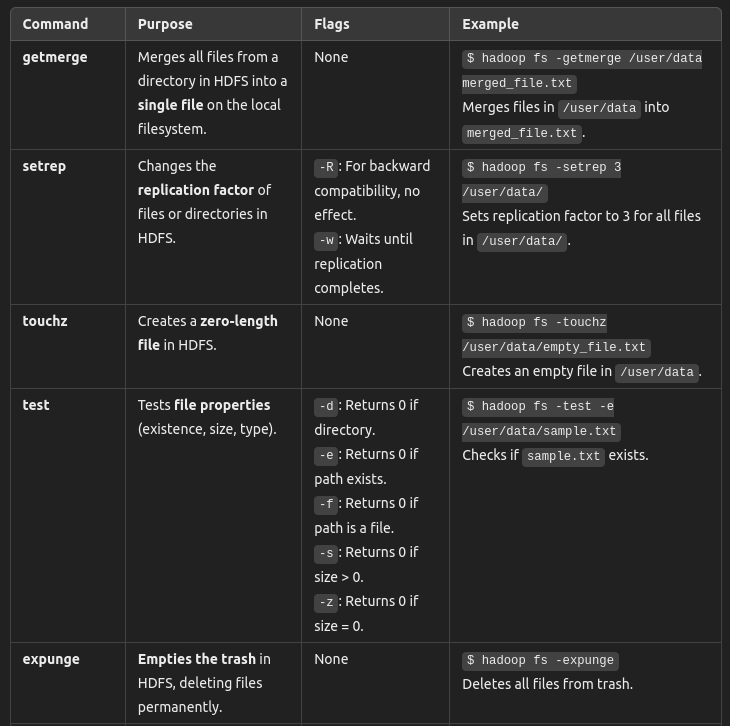 Command Purpose Flags Example
getmerge
Merges all files from a
directory in HDFS into a
single file on the local
filesystem.
None
$ hadoop fs -getmerge /user/data
merged_file.txt
Merges files in /user/data into
merged_file.txt.
setrep
Changes the
replication factor of
files or directories in
HDFS.
-R: For backward
compatibility, no
effect.
-w: Waits until
replication
completes.
$ hadoop fs -setrep 3
/user/data/
Sets replication factor to 3 for all files
in /user/data/.
touchz
Creates a zero-length
file in HDFS.
None
$ hadoop fs -touchz
/user/data/empty_file.txt
Creates an empty file in /user/data.
test
Tests file properties
(existence, size, type).
-d: Returns 0 if
directory.
-e: Returns 0 if
path exists.
-f: Returns 0 if
path is a file.
-s: Returns 0 if
size > 0.
-z: Returns 0 if
size = 0.
$ hadoop fs -test -e
/user/data/sample.txt
Checks if sample.txt exists.
expunge
Empties the trash in
HDFS, deleting files
permanently.
None
$ hadoop fs -expunge
Deletes all files from trash.